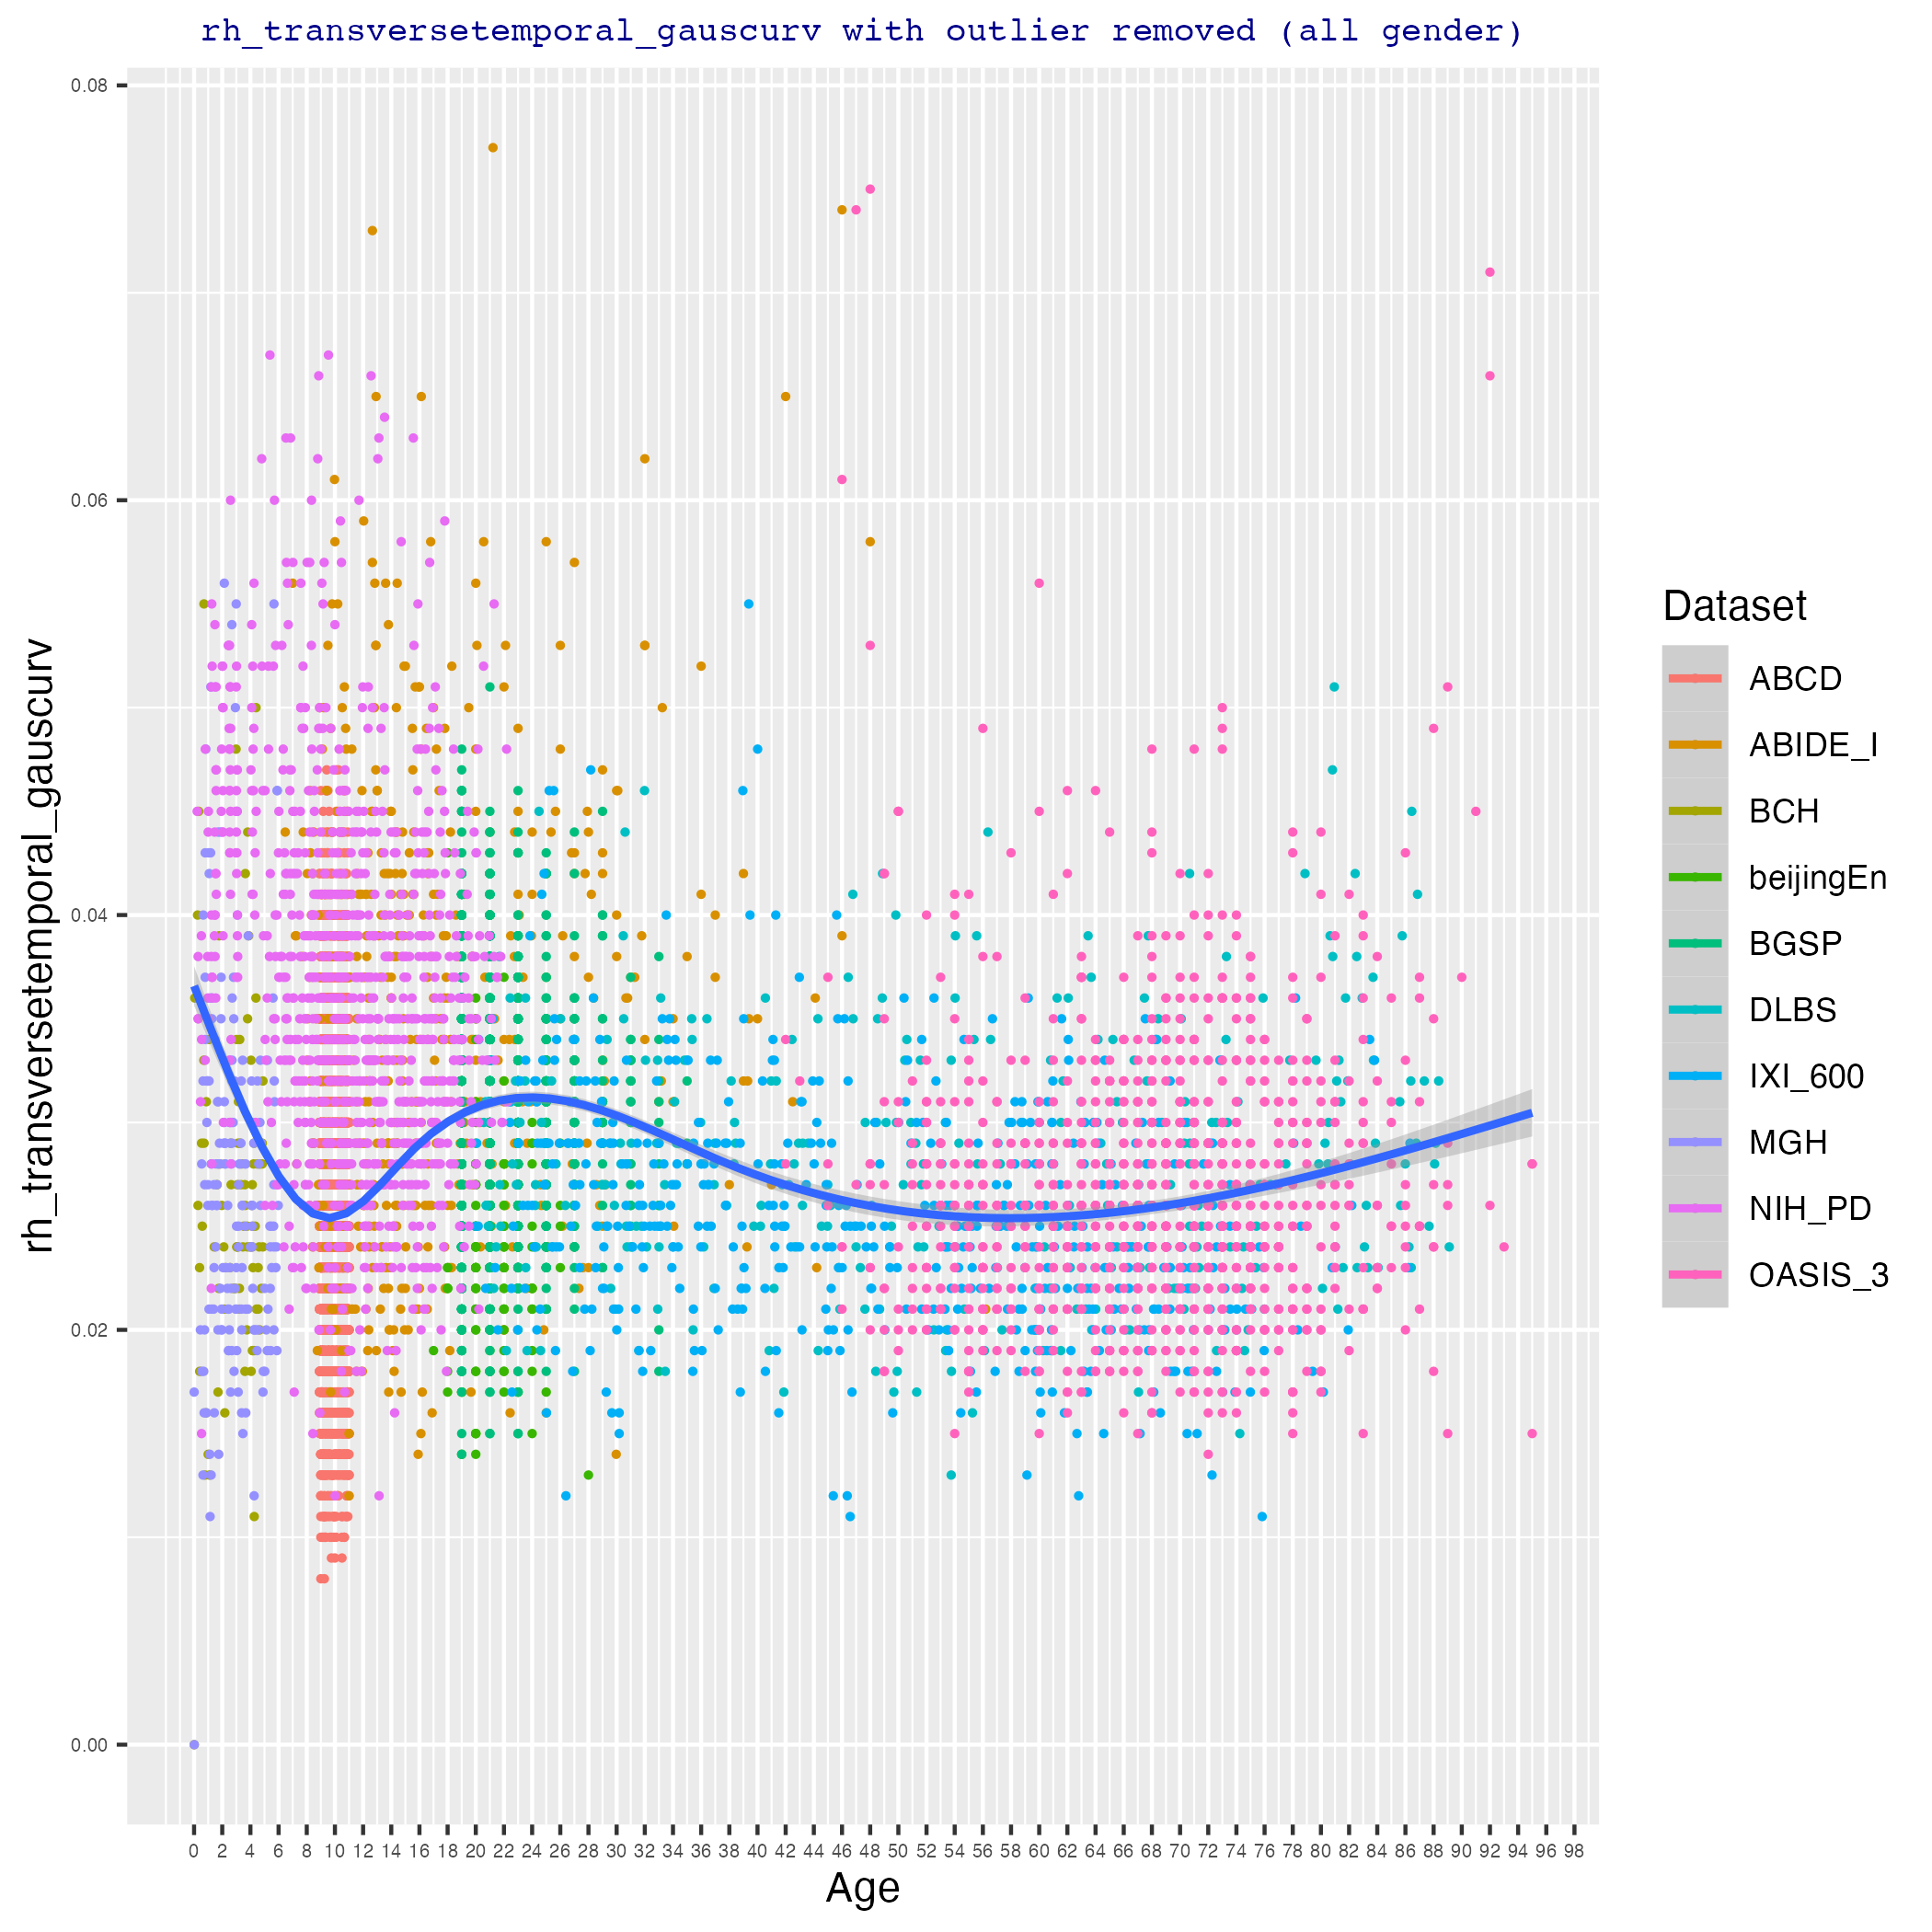 rh_transversetemporal_gauscurv with outlier removed (all gender)
rh_transversetemporal_gauscurv
0.08
0.06
0.04
0.02
0.00
0 2 4 6 8 10 12 14 16 18 20 22 24 26 28 30 32 34 36 38 40 42 44 46 48 50 52 54 56 58 60 62 64 66 68 70 72 74 76 78 80 82 84 86 88 90 92 94 96 98
Age
Dataset
ABCD
ABIDE_I
BCH
beijingEn
BGSP
DLBS
IXI_600
MGH
NIH_PD
OASIS_3